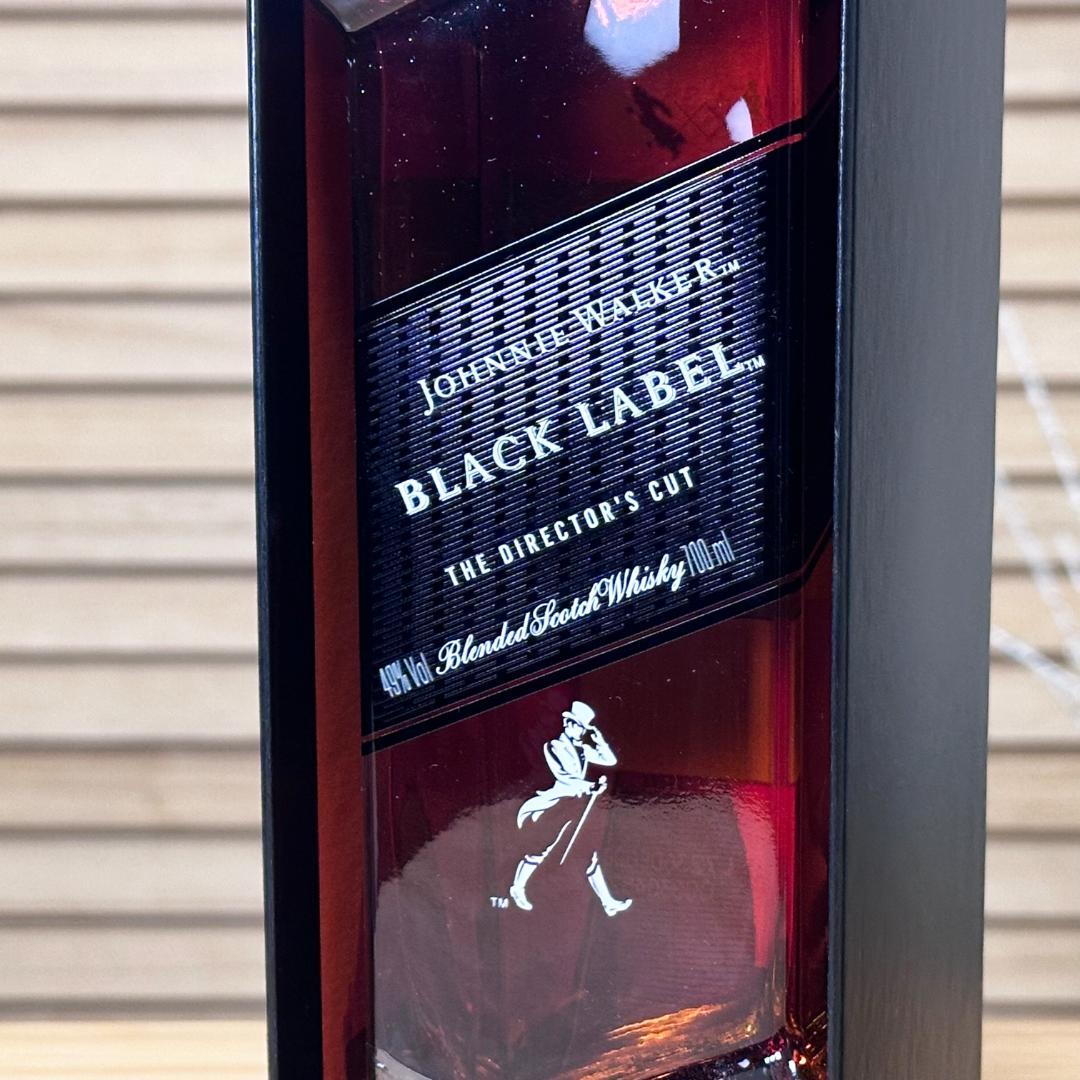 JOHNNIE WALKER™
BLACK LABEL™
THE DIRECTOR'S CUT
49% Vol Blended Scotch Whisky 700 ml
TM